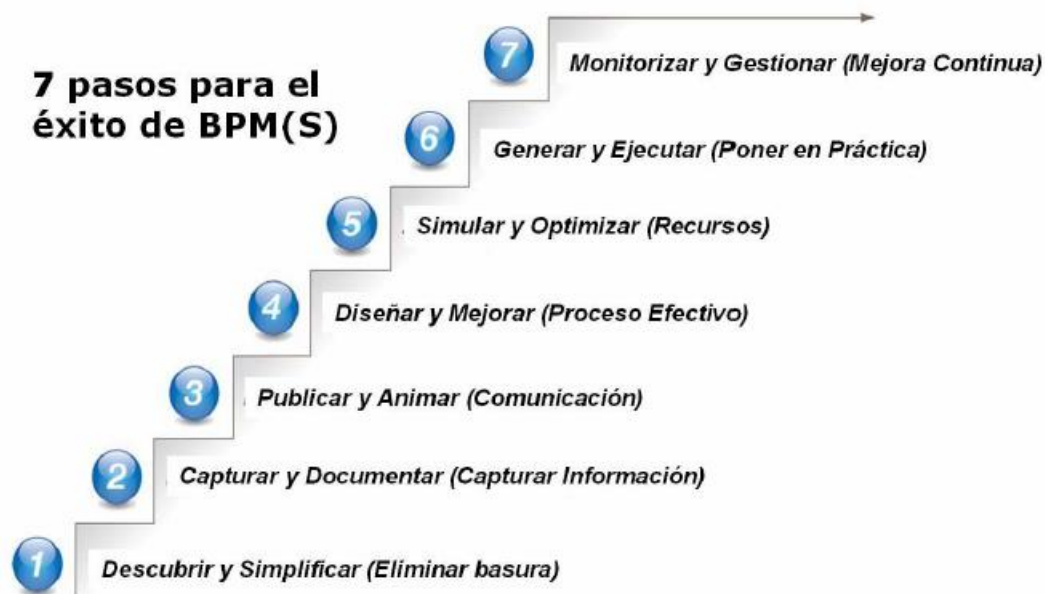 7 pasos para el
éxito de BPM(S)
7
Monitorizar y Gestionar (Mejora Continua)
6
Generar y Ejecutar (Poner en Práctica)
5
Simular y Optimizar (Recursos)
4
Diseñar y Mejorar (Proceso Efectivo)
3
Publicar y Animar (Comunicación)
2
Capturar y Documentar (Capturar Información)
1
Descubrir y Simplificar (Eliminar basura)